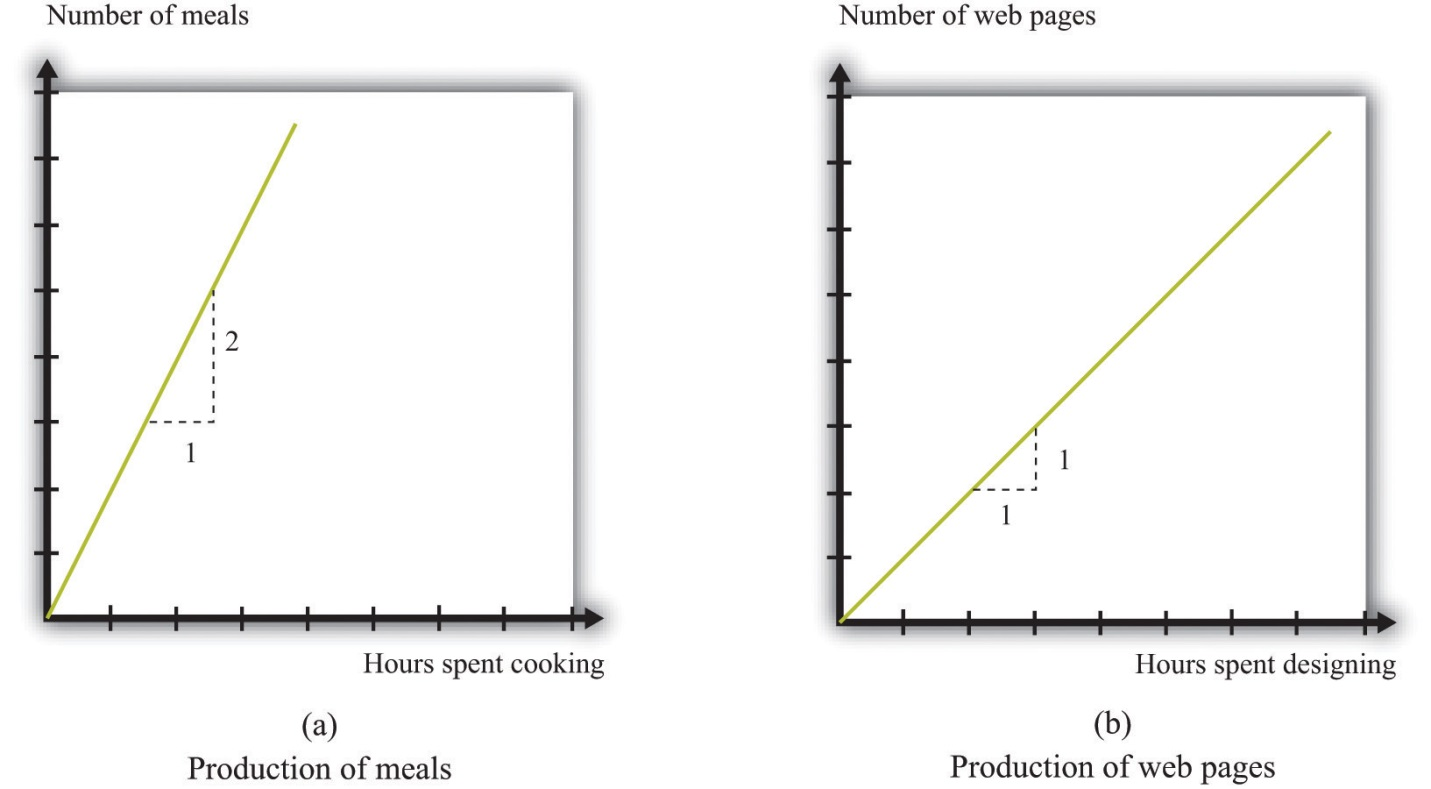 Number of meals
2
1
Hours spent cooking
(a)
Production of meals
Number of web pages
1
1
Hours spent designing
(b)
Production of web pages